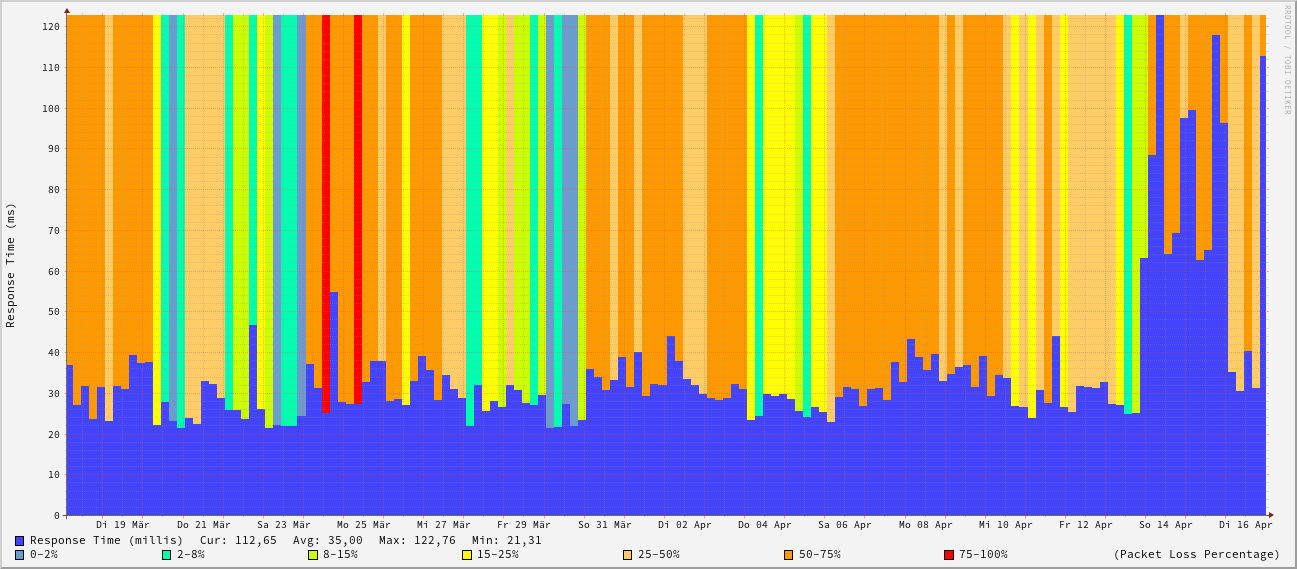 RRDTOOL / TOBI OETIKER
Response Time (ms)
120
110
100
90
80
70
60
50
40
30
20
10
0
Di 19 Mär Do 21 Mär Sa 23 Mär Mo 25 Mär Mi 27 Mär Fr 29 Mär So 31 Mär Di 02 Apr Do 04 Apr Sa 06 Apr Mo 08 Apr Mi 10 Apr Fr 12 Apr So 14 Apr Di 16 Apr
Response Time (millis) Cur: 112,65 Avg: 35,00 Max: 122,76 Min: 21,31
0-2% 2-8% 8-15% 15-25% 25-50% 50-75% 75-100% (Packet Loss Percentage)